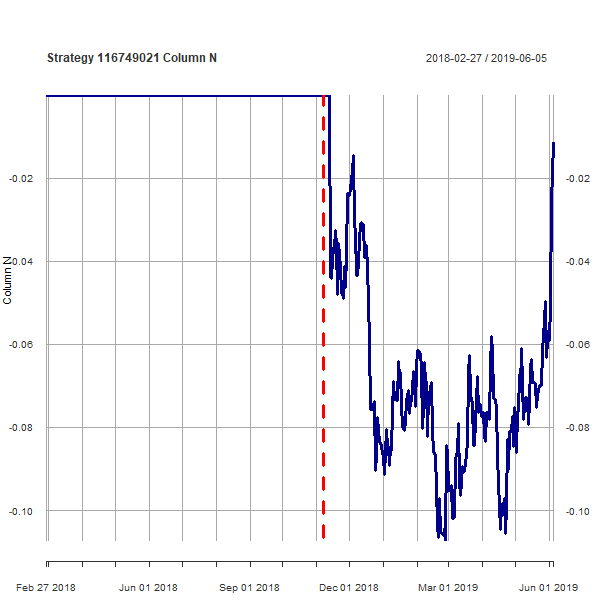 Strategy 116749021 Column N
2018-02-27 / 2019-06-05
Column N
-0.02
-0.04
-0.06
-0.08
-0.10
-0.02
-0.04
-0.06
-0.08
-0.10
Feb 27 2018
Jun 01 2018
Sep 01 2018
Dec 01 2018
Mar 01 2019
Jun 01 2019